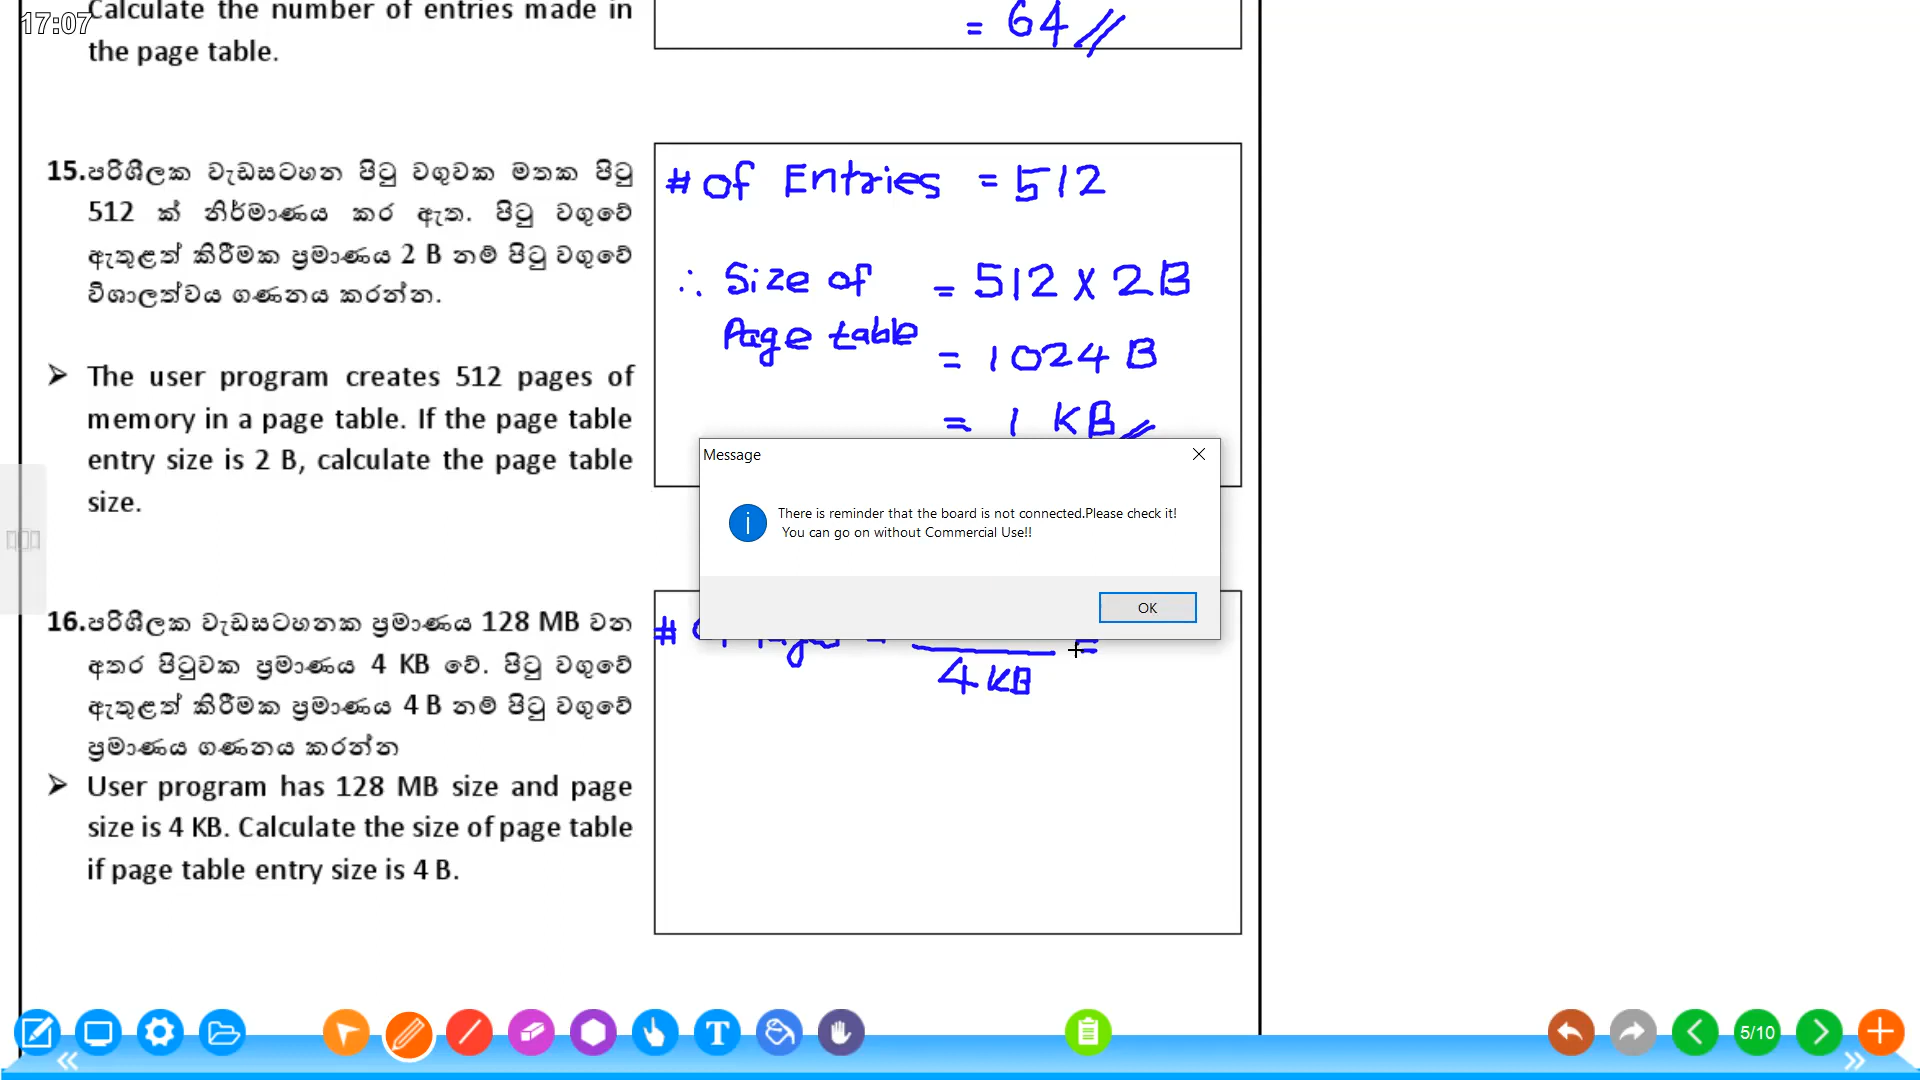 17:07
Calculate the number of entries made in
the page table.
= 64 //
15.පරිශීලක වැඩසටහන පිටු වගුවක මතක පිටු
512 ක් නිර්මාණය කර ඇත. පිටු වගුවේ
ඇතුළත් කිරීමක ප්‍රමාණය 2 B නම් පිටු වගුවේ
විශාලත්වය ගණනය කරන්න.
➢ The user program creates 512 pages of
memory in a page table. If the page table
entry size is 2 B, calculate the page table
size.
# of Entries = 512
∴ Size of = 512 x 2B
Page table
= 1024 B
= 1 KB //
Message
There is reminder that the board is not connected.Please check it!
You can go on without Commercial Use!!
OK
16.පරිශීලක වැඩසටහනක ප්‍රමාණය 128 MB වන
අතර පිටුවක ප්‍රමාණය 4 KB වේ. පිටු වගුවේ
ඇතුළත් කිරීමක ප්‍රමාණය 4 B නම් පිටු වගුවේ
ප්‍රමාණය ගණනය කරන්න
➢ User program has 128 MB size and page
size is 4 KB. Calculate the size of page table
if page table entry size is 4 B.
# =
4 KB
T
5/10